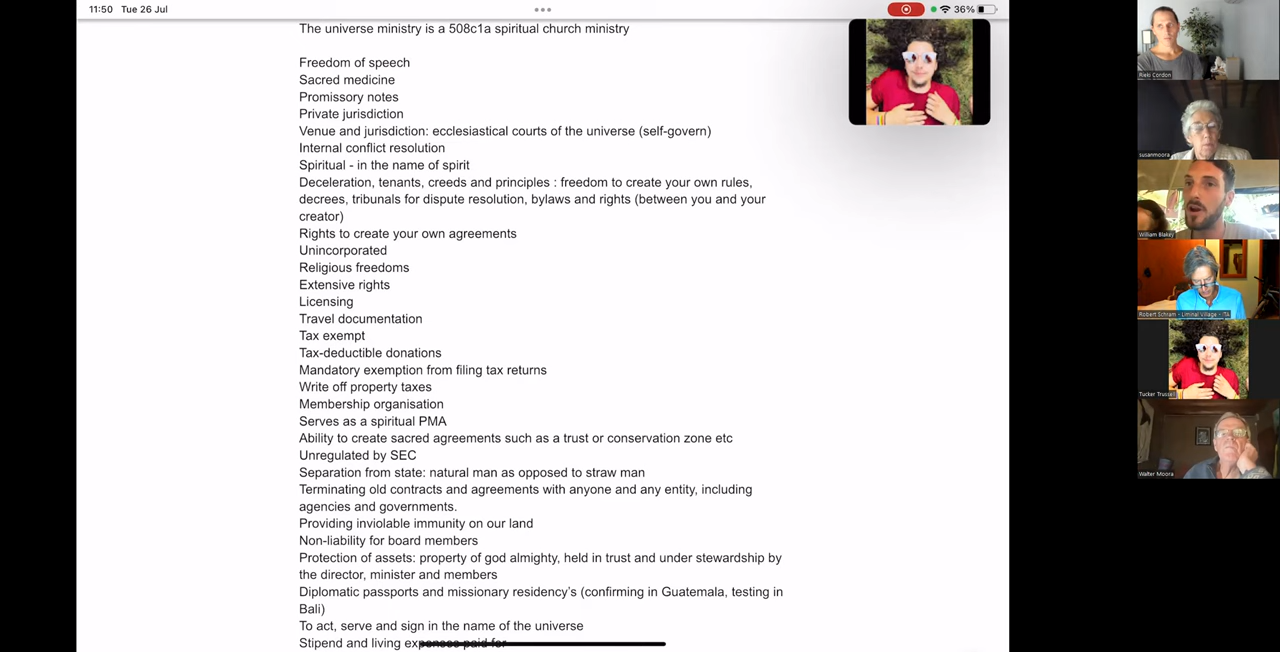 11:50 Tue 26 Jul
36%
The universe ministry is a 508c1a spiritual church ministry
Freedom of speech
Sacred medicine
Promissory notes
Private jurisdiction
Venue and jurisdiction: ecclesiastical courts of the universe (self-govern)
Internal conflict resolution
Spiritual - in the name of spirit
Deceleration, tenants, creeds and principles : freedom to create your own rules,
decrees, tribunals for dispute resolution, bylaws and rights (between you and your
creator)
Rights to create your own agreements
Unincorporated
Religious freedoms
Extensive rights
Licensing
Travel documentation
Tax exempt
Tax-deductible donations
Mandatory exemption from filing tax returns
Write off property taxes
Membership organisation
Serves as a spiritual PMA
Ability to create sacred agreements such as a trust or conservation zone etc
Unregulated by SEC
Separation from state: natural man as opposed to straw man
Terminating old contracts and agreements with anyone and any entity, including
agencies and governments.
Providing inviolable immunity on our land
Non-liability for board members
Protection of assets: property of god almighty, held in trust and under stewardship by
the director, minister and members
Diplomatic passports and missionary residency's (confirming in Guatemala, testing in
Bali)
To act, serve and sign in the name of the universe
Stipend and living expenses paid for
Rieki Cordon
susanmoora
William Blakey
Robert Schram - Liminal Village - ITA
Tucker Trussell
Walter Moora